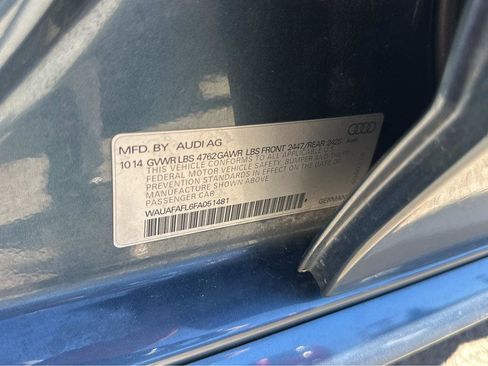 MFD. BY AUDI AG
10 14 GVWR LBS 4762 GAWR LBS FRONT 2447/REAR 2425
THIS VEHICLE CONFORMS TO ALL APPLICABLE U.S.
FEDERAL MOTOR VEHICLE SAFETY, BUMPER AND THEFT
PREVENTION STANDARDS IN EFFECT ON THE DATE OF
MANUFACTURE SHOWN ABOVE.
PASSENGER CAR
WAUAFAFL6FA051481
GERMANY
Audi